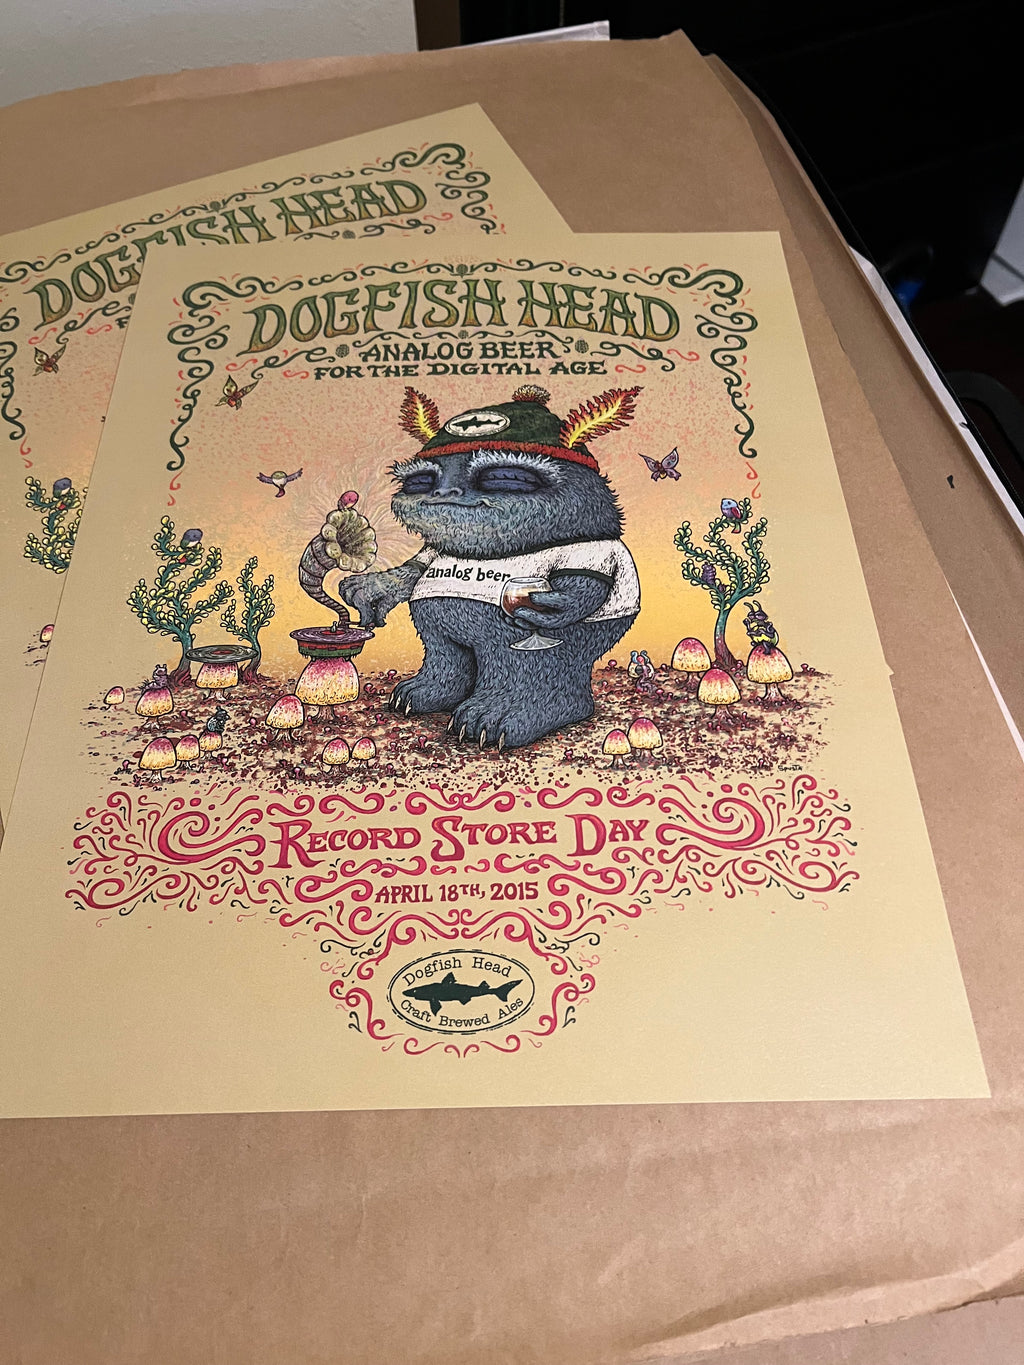 DOGFISH HEAD
DOGFISH HEAD
ANALOG BEER
FOR THE DIGITAL AGE
analog beer
RECORD STORE DAY
APRIL 18TH, 2015
Dogfish Head
Craft Brewed Ales